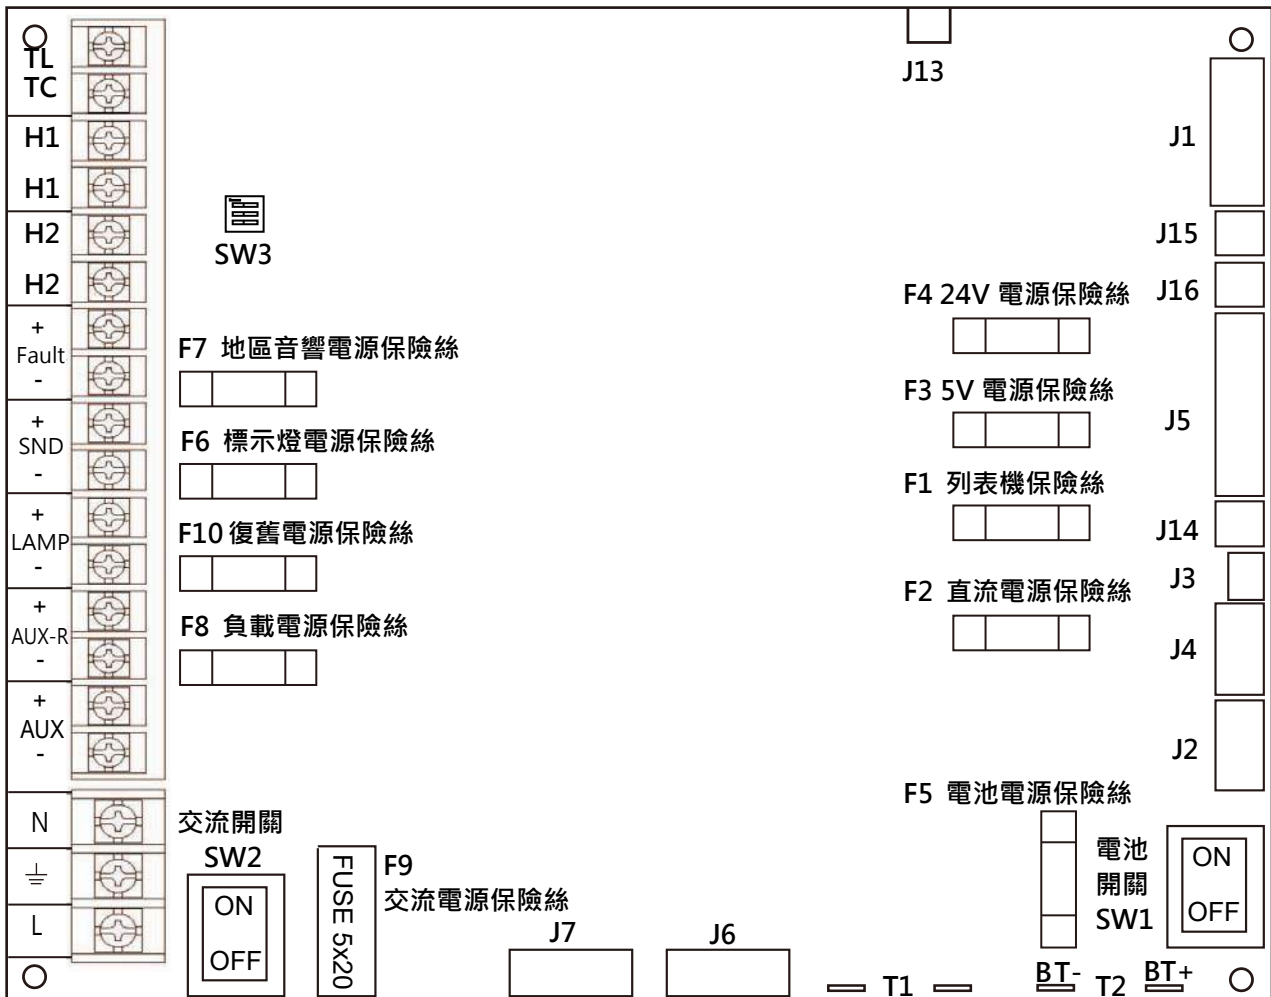 TL
TC
H1
H1
H2
H2
+
Fault
-
+
SND
-
+
LAMP
-
+
AUX-R
-
+
AUX
-
N
L
SW3
F7 地區音響電源保險絲
F6 標示燈電源保險絲
F10 復舊電源保險絲
F8 負載電源保險絲
交流開關
SW2
ON
OFF
FUSE 5x20
F9
交流電源保險絲
J7
J6
J13
F4 24V 電源保險絲
F3 5V 電源保險絲
F1 列表機保險絲
F2 直流電源保險絲
F5 電池電源保險絲
電池
開關
SW1
ON
OFF
T1
BT-
T2
BT+
J1
J15
J16
J5
J14
J3
J4
J2